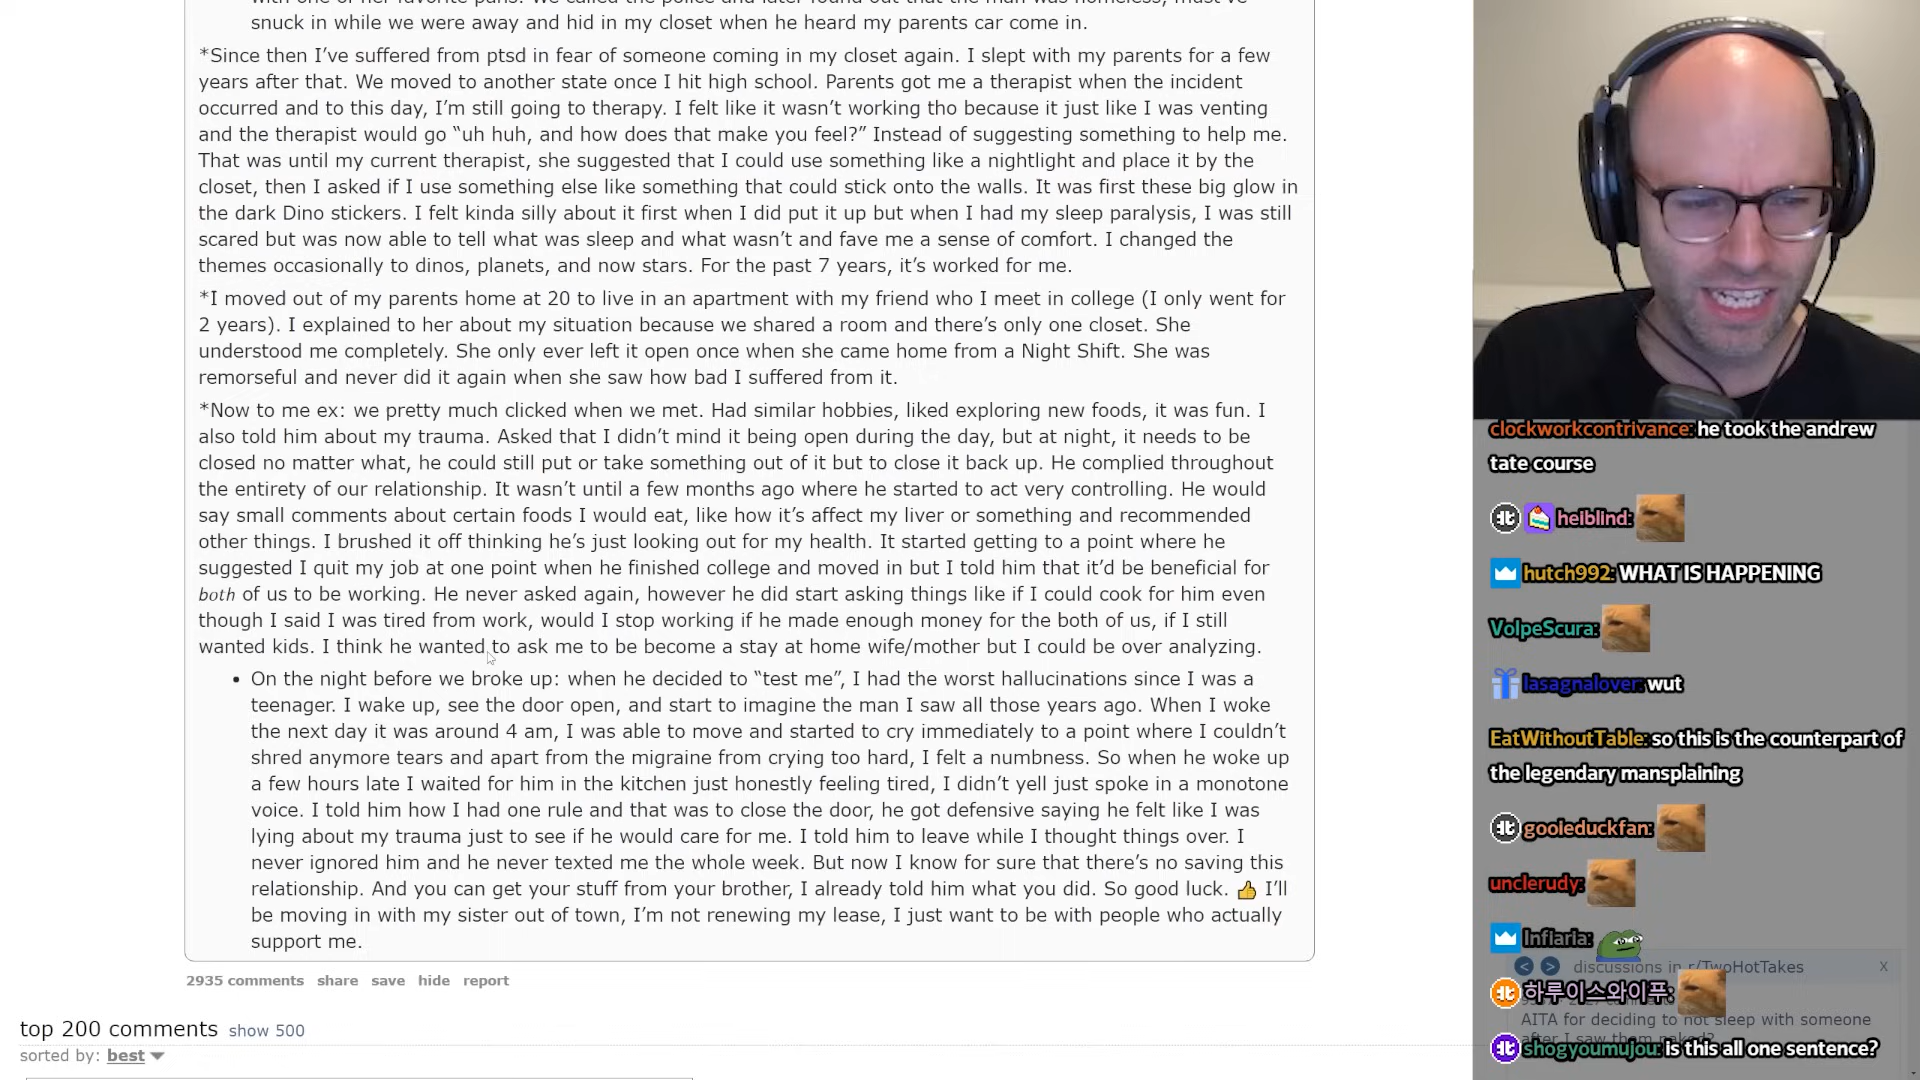 snuck in while we were away and hid in my closet when he heard my parents car come in.
*Since then I’ve suffered from ptsd in fear of someone coming in my closet again. I slept with my parents for a few
years after that. We moved to another state once I hit high school. Parents got me a therapist when the incident
occurred and to this day, I’m still going to therapy. I felt like it wasn’t working tho because it just like I was venting
and the therapist would go “uh huh, and how does that make you feel?” Instead of suggesting something to help me.
That was until my current therapist, she suggested that I could use something like a nightlight and place it by the
closet, then I asked if I use something else like something that could stick onto the walls. It was first these big glow in
the dark Dino stickers. I felt kinda silly about it first when I did put it up but when I had my sleep paralysis, I was still
scared but was now able to tell what was sleep and what wasn’t and fave me a sense of comfort. I changed the
themes occasionally to dinos, planets, and now stars. For the past 7 years, it’s worked for me.
*I moved out of my parents home at 20 to live in an apartment with my friend who I meet in college (I only went for
2 years). I explained to her about my situation because we shared a room and there’s only one closet. She
understood me completely. She only ever left it open once when she came home from a Night Shift. She was
remorseful and never did it again when she saw how bad I suffered from it.
*Now to me ex: we pretty much clicked when we met. Had similar hobbies, liked exploring new foods, it was fun. I
also told him about my trauma. Asked that I didn’t mind it being open during the day, but at night, it needs to be
closed no matter what, he could still put or take something out of it but to close it back up. He complied throughout
the entirety of our relationship. It wasn’t until a few months ago where he started to act very controlling. He would
say small comments about certain foods I would eat, like how it’s affect my liver or something and recommended
other things. I brushed it off thinking he’s just looking out for my health. It started getting to a point where he
suggested I quit my job at one point when he finished college and moved in but I told him that it’d be beneficial for
both of us to be working. He never asked again, however he did start asking things like if I could cook for him even
though I said I was tired from work, would I stop working if he made enough money for the both of us, if I still
wanted kids. I think he wanted to ask me to be become a stay at home wife/mother but I could be over analyzing.
• On the night before we broke up: when he decided to “test me”, I had the worst hallucinations since I was a
teenager. I wake up, see the door open, and start to imagine the man I saw all those years ago. When I woke
the next day it was around 4 am, I was able to move and started to cry immediately to a point where I couldn’t
shred anymore tears and apart from the migraine from crying too hard, I felt a numbness. So when he woke up
a few hours late I waited for him in the kitchen just honestly feeling tired, I didn’t yell just spoke in a monotone
voice. I told him how I had one rule and that was to close the door, he got defensive saying he felt like I was
lying about my trauma just to see if he would care for me. I told him to leave while I thought things over. I
never ignored him and he never texted me the whole week. But now I know for sure that there’s no saving this
relationship. And you can get your stuff from your brother, I already told him what you did. So good luck. 👍 I’ll
be moving in with my sister out of town, I’m not renewing my lease, I just want to be with people who actually
support me.
2935 comments share save hide report
top 200 comments show 500
sorted by: best
clockworkcontrivance: he took the andrew
tate course
heiblind:
hutch992: WHAT IS HAPPENING
VolpeScura:
lasagnalover: wut
EatWithoutTable: so this is the counterpart of
the legendary mansplaining
gooieduckfan:
unclerudy:
Infiaria:
< > discussions in r/TwoHotTakes X
하루이스와이푸:
AITA for deciding to not sleep with someone
shogyoumujou: is this all one sentence?